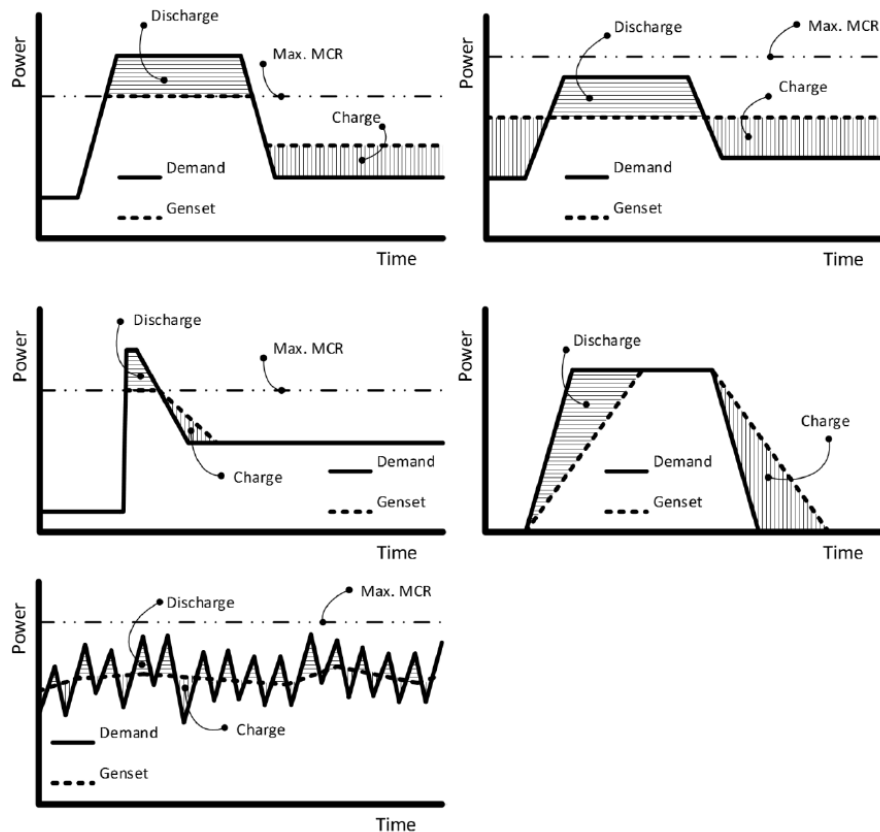 Power
Discharge
Max. MCR
Charge
Demand
Genset
Time
Power
Discharge
Max. MCR
Charge
Demand
Genset
Time
Power
Discharge
Max. MCR
Charge
Demand
Genset
Time
Power
Discharge
Charge
Demand
Genset
Time
Power
Discharge
Max. MCR
Charge
Demand
Genset
Time